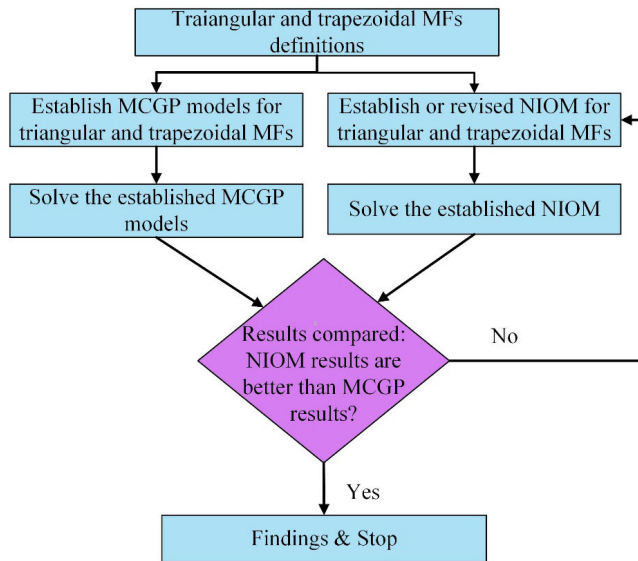 Traiangular and trapezoidal MFs
definitions
Establish MCGP models for
triangular and trapezoidal MFs
Establish or revised NIOM for
triangular and trapezoidal MFs
Solve the established MCGP
models
Solve the established NIOM
Results compared:
NIOM results are
better than MCGP
results?
No
Yes
Findings & Stop